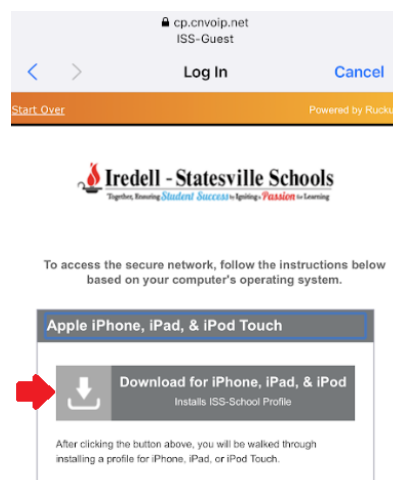 cp.cnvoip.net
ISS-Guest
Log In
Cancel
Start Over
Powered by Rucku
Iredell - Statesville Schools
Together, Ensuring Student Success by Igniting a Passion for Learning
To access the secure network, follow the instructions below
based on your computer's operating system.
Apple iPhone, iPad, & iPod Touch
Download for iPhone, iPad, & iPod
Installs ISS-School Profile
After clicking the button above, you will be walked through
installing a profile for iPhone, iPad, or iPod Touch.